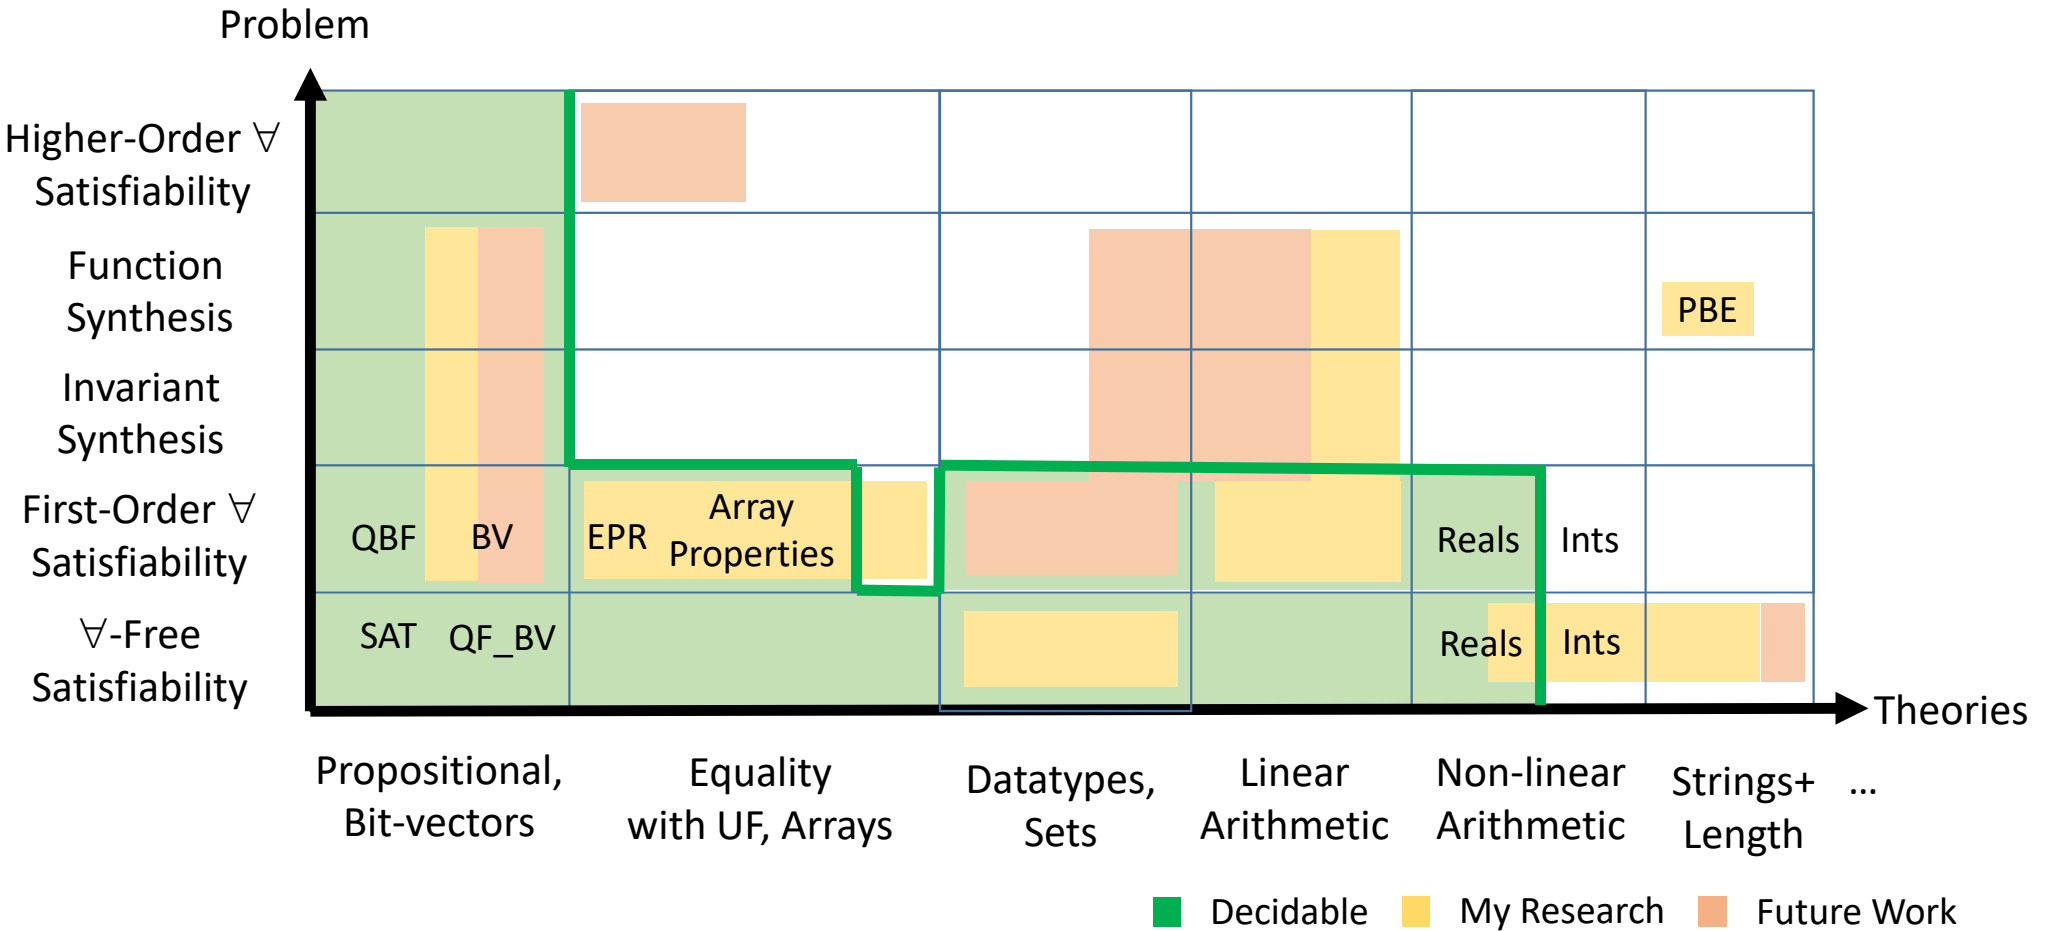 Problem
Higher-Order ∀
Satisfiability
Function
Synthesis
PBE
Invariant
Synthesis
First-Order ∀
Satisfiability
QBF
BV
EPR
Array
Properties
Reals
Ints
∀-Free
Satisfiability
SAT
QF_BV
Reals
Ints
Theories
Propositional,
Bit-vectors
Equality
with UF, Arrays
Datatypes,
Sets
Linear
Arithmetic
Non-linear
Arithmetic
Strings+
Length
...
Decidable
My Research
Future Work